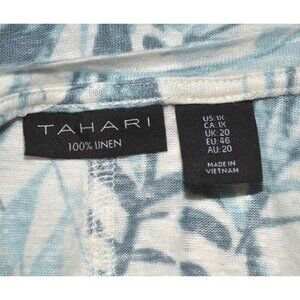 TAHARI
100% LINEN
US: 1X
CA: 1X
UK: 20
EU: 46
AU: 20
MADE IN
VIETNAM